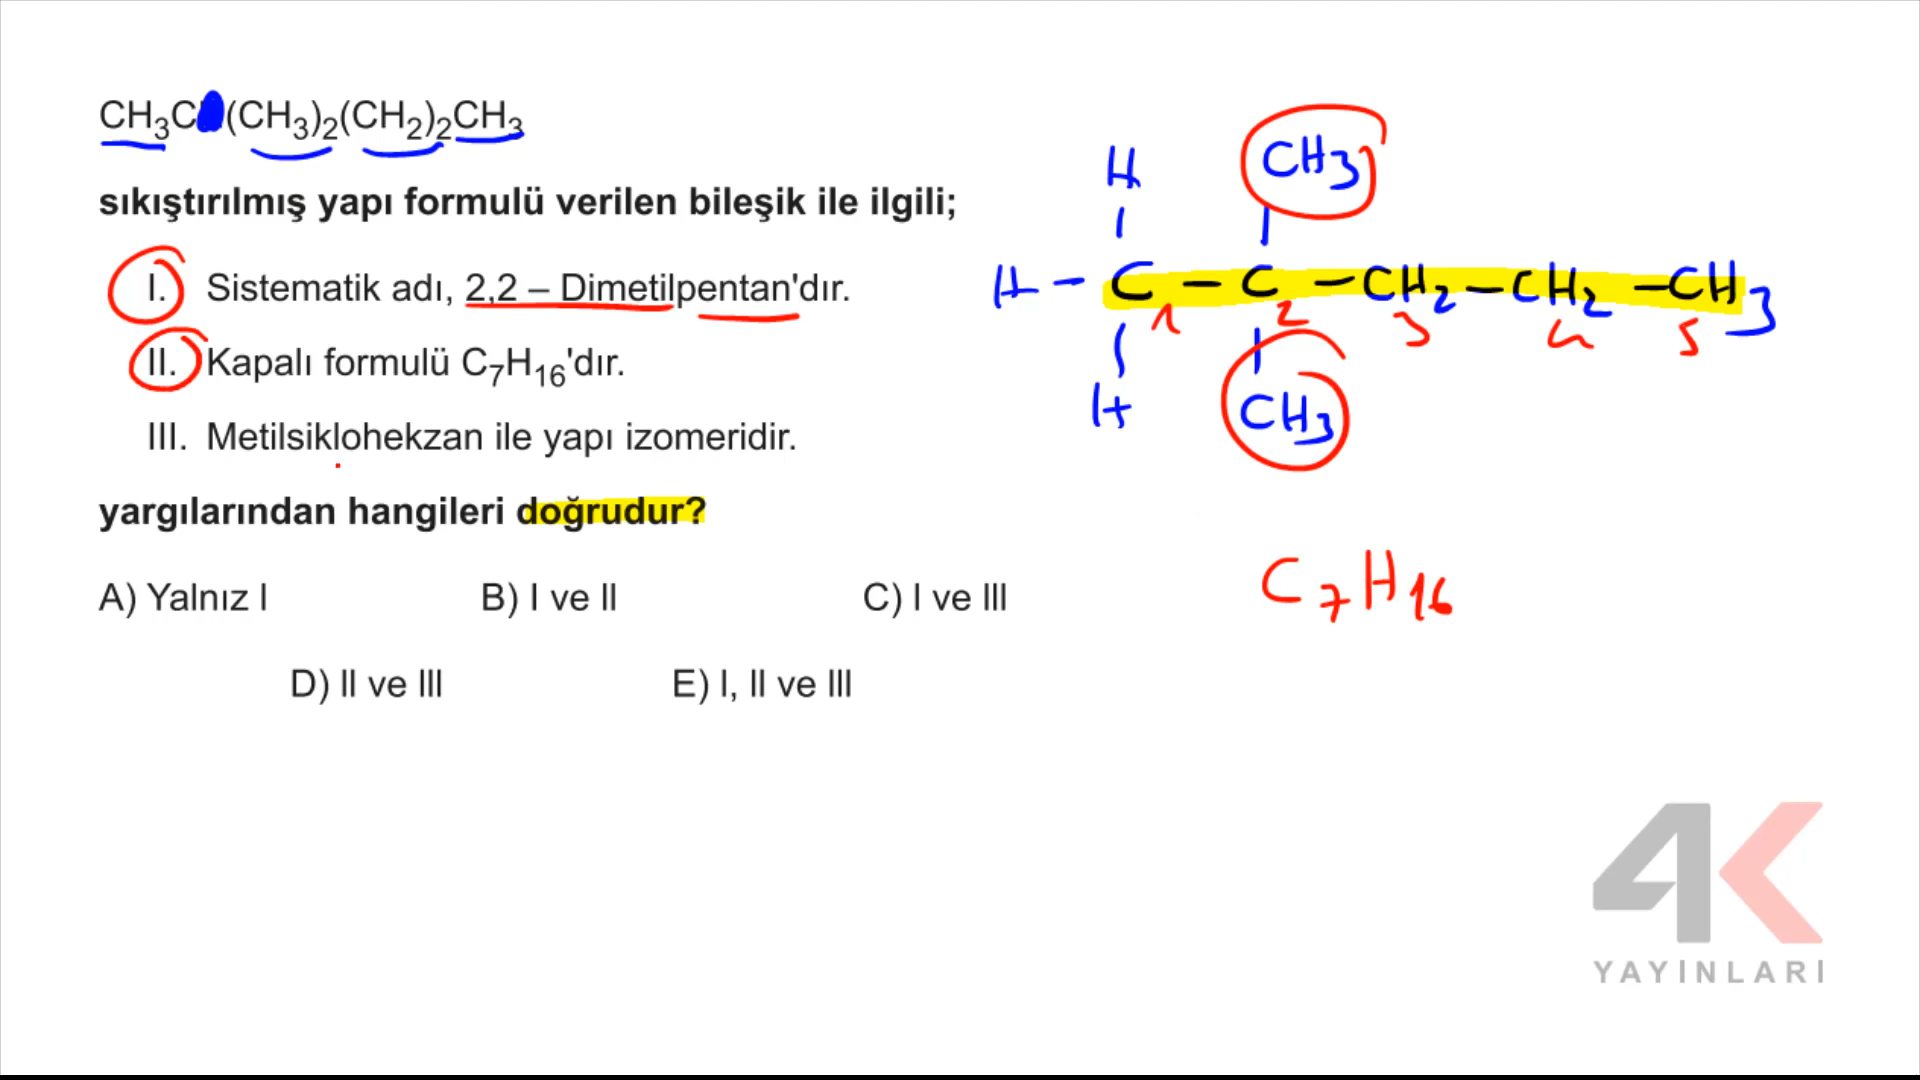 CH₃C (CH₃)₂(CH₂)₂CH₃
sıkıştırılmış yapı formulü verilen bileşik ile ilgili;
I. Sistematik adı, 2,2 – Dimetilpentan'dır.
II. Kapalı formulü C₇H₁₆'dır.
III. Metilsiklohekzan ile yapı izomeridir.
yargılarından hangileri doğrudur?
A) Yalnız I B) I ve II C) I ve III
D) II ve III E) I, II ve III
H CH3
H - C - C - CH2 - CH2 - CH3
1 2 3 4 5
H CH3
C7H16
4K
YAYINLARI